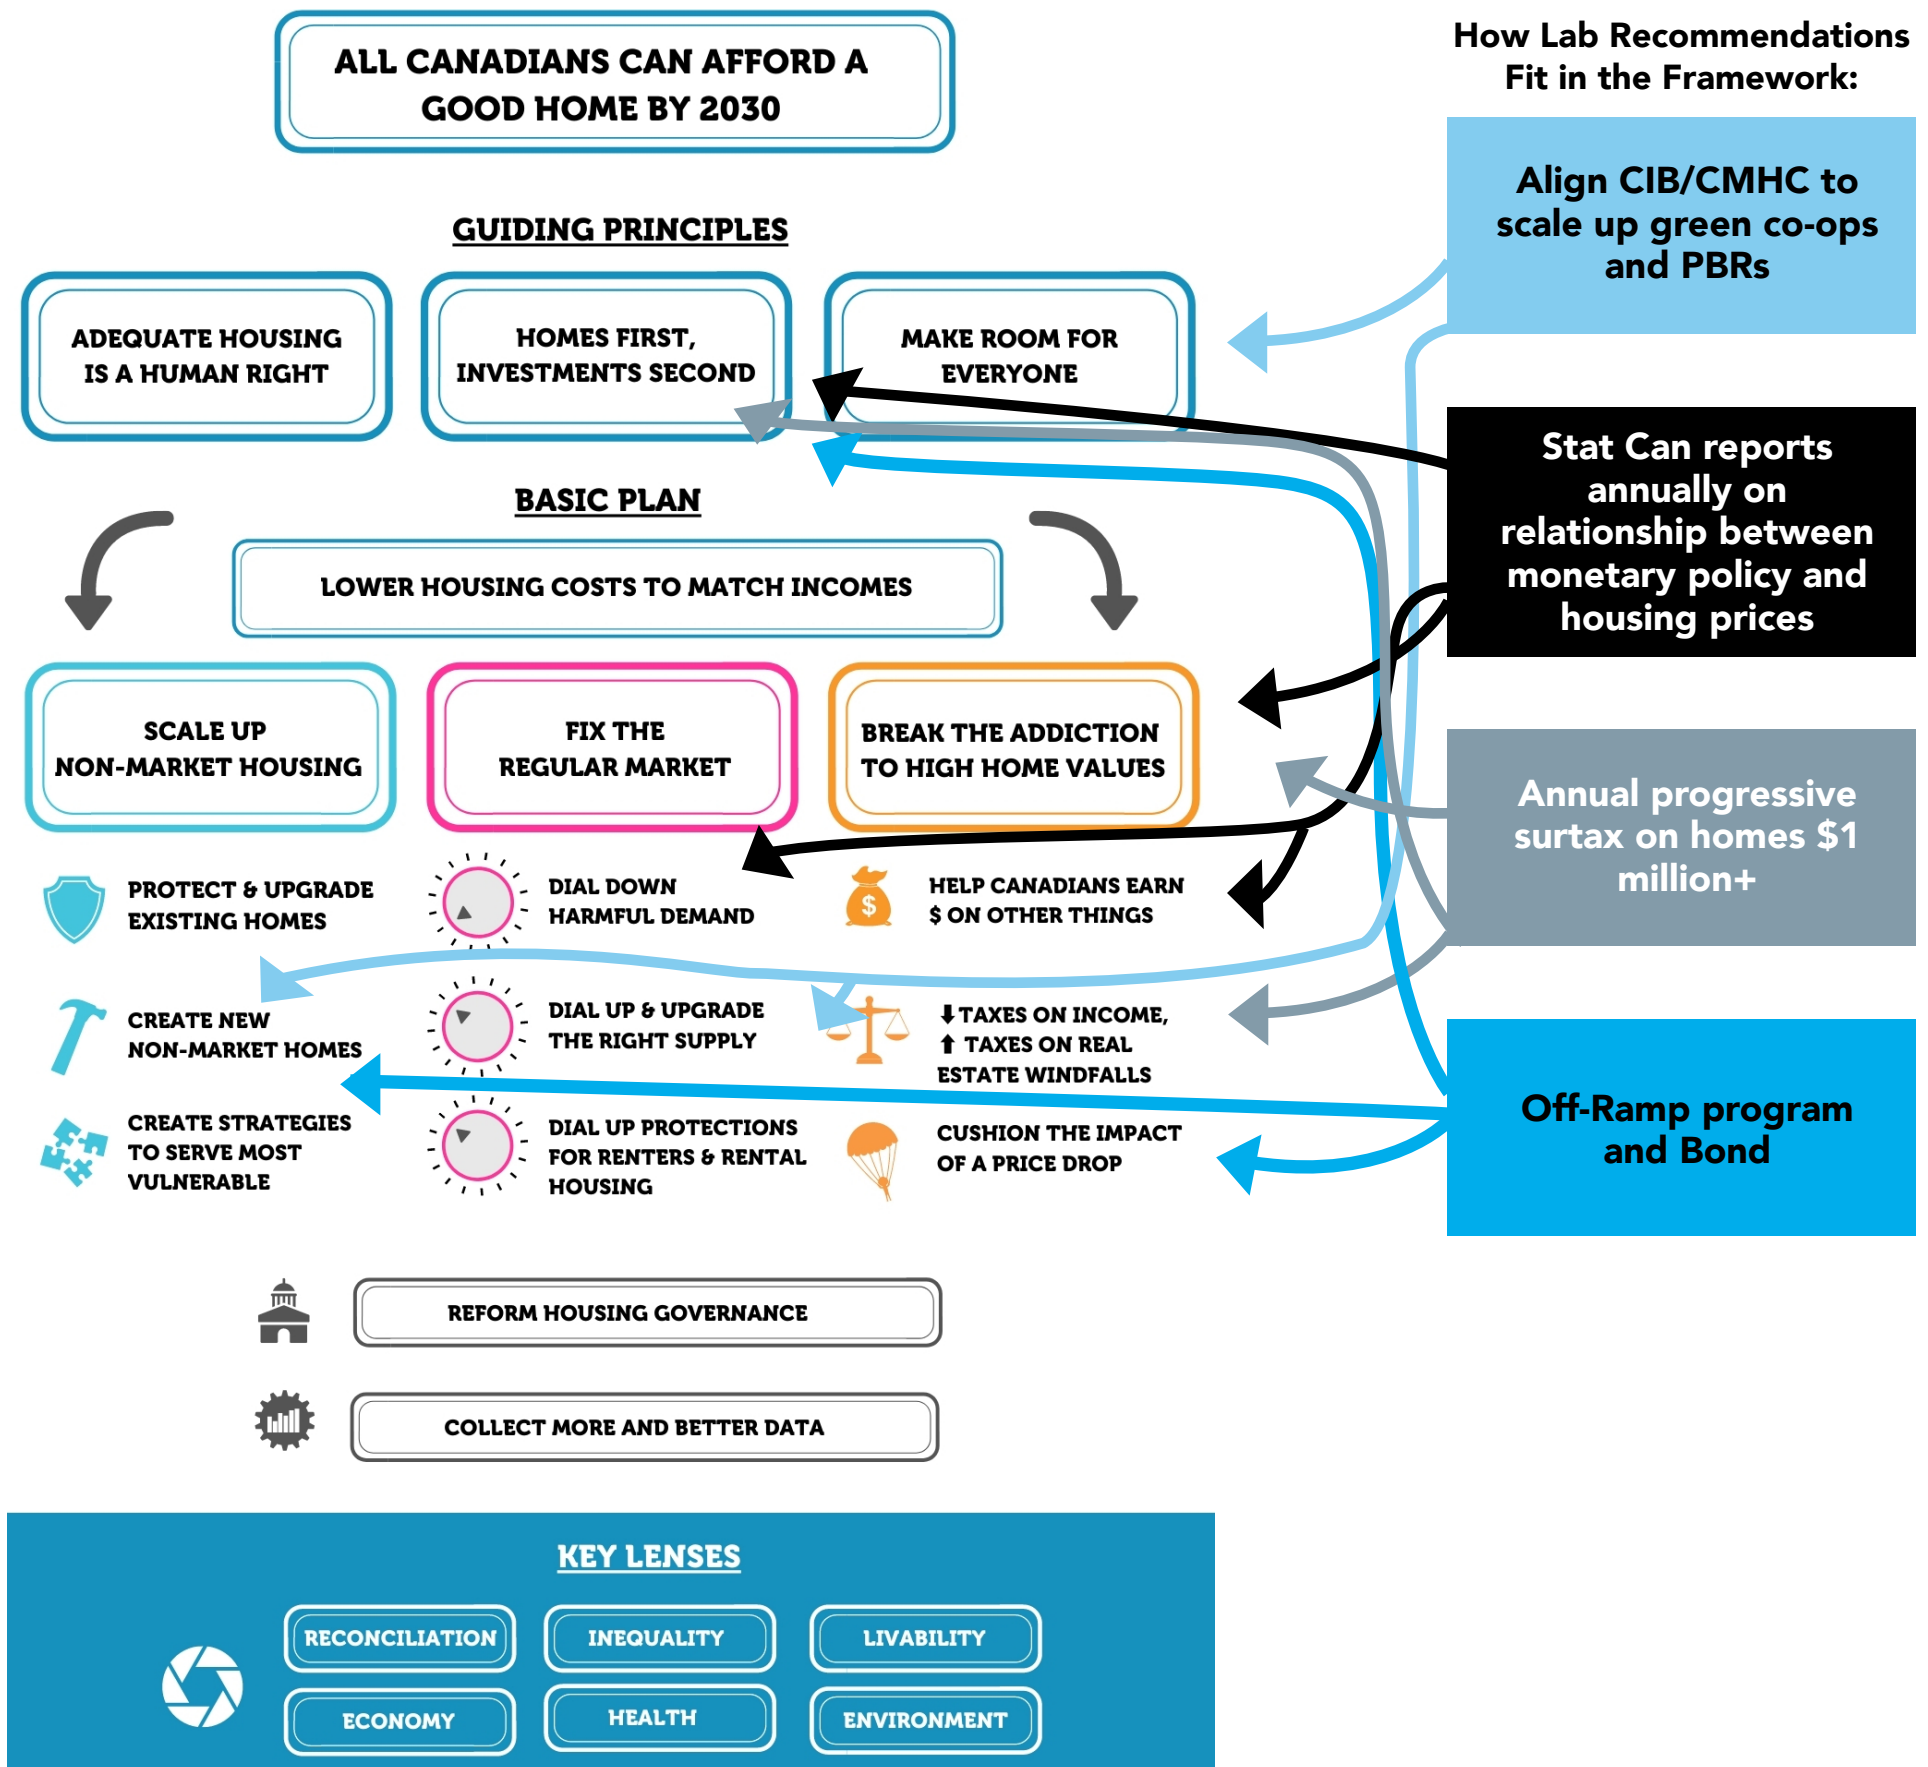 ALL CANADIANS CAN AFFORD A
GOOD HOME BY 2030
GUIDING PRINCIPLES
ADEQUATE HOUSING
IS A HUMAN RIGHT
HOMES FIRST,
INVESTMENTS SECOND
MAKE ROOM FOR
EVERYONE
BASIC PLAN
LOWER HOUSING COSTS TO MATCH INCOMES
SCALE UP
NON-MARKET HOUSING
FIX THE
REGULAR MARKET
BREAK THE ADDICTION
TO HIGH HOME VALUES
PROTECT & UPGRADE
EXISTING HOMES
CREATE NEW
NON-MARKET HOMES
CREATE STRATEGIES
TO SERVE MOST
VULNERABLE
DIAL DOWN
HARMFUL DEMAND
DIAL UP & UPGRADE
THE RIGHT SUPPLY
DIAL UP PROTECTIONS
FOR RENTERS & RENTAL
HOUSING
$
HELP CANADIANS EARN
$ ON OTHER THINGS
⬇TAXES ON INCOME,
⬆ TAXES ON REAL
ESTATE WINDFALLS
CUSHION THE IMPACT
OF A PRICE DROP
REFORM HOUSING GOVERNANCE
COLLECT MORE AND BETTER DATA
KEY LENSES
RECONCILIATION
INEQUALITY
LIVABILITY
ECONOMY
HEALTH
ENVIRONMENT
How Lab Recommendations
Fit in the Framework:
Align CIB/CMHC to
scale up green co-ops
and PBRs
Stat Can reports
annually on
relationship between
monetary policy and
housing prices
Annual progressive
surtax on homes $1
million+
Off-Ramp program
and Bond